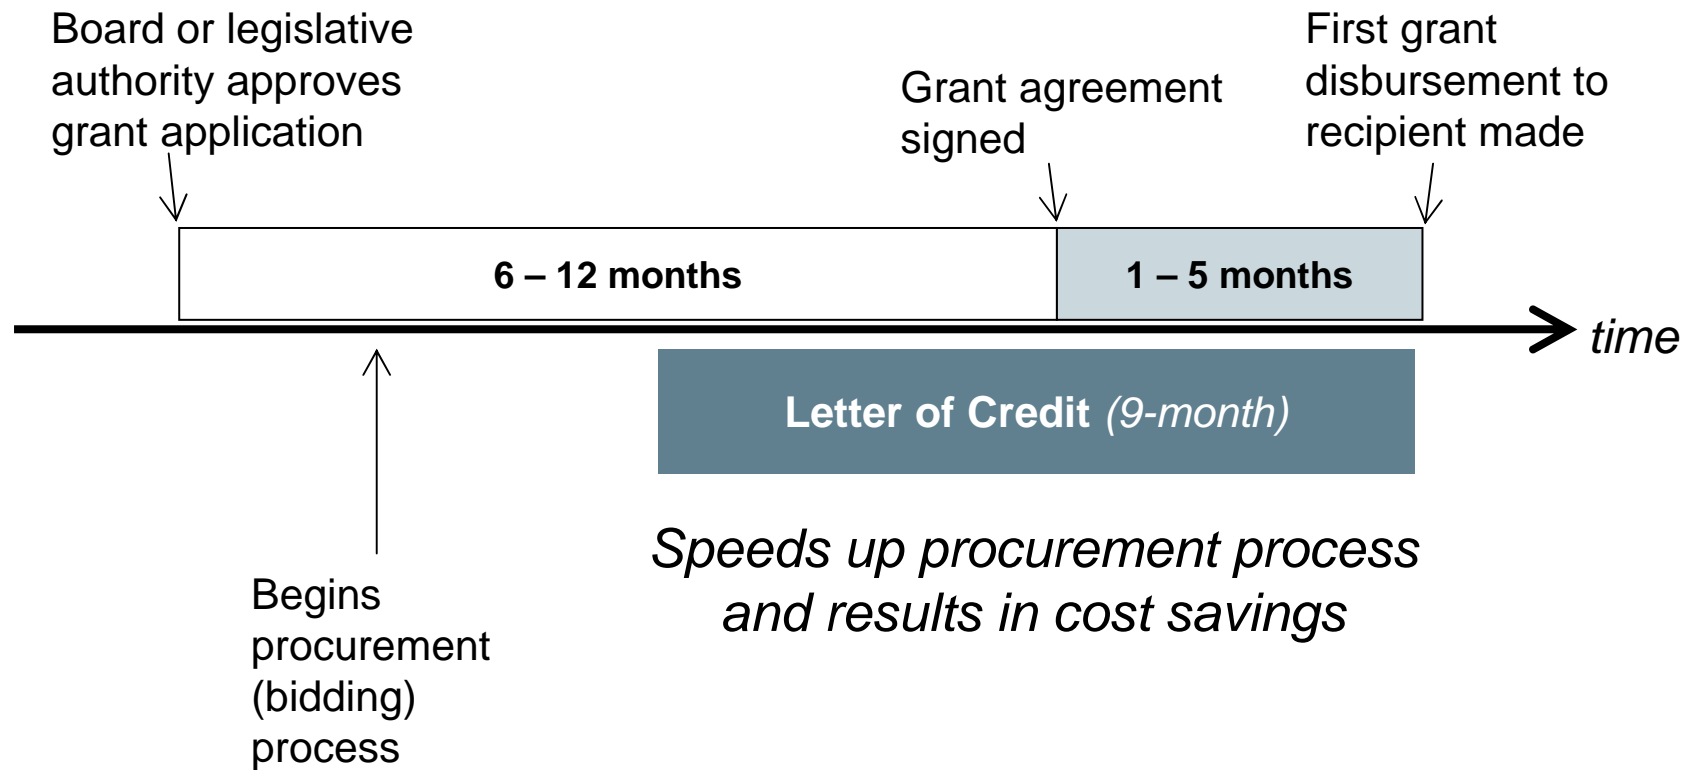 Board or legislative
authority approves
grant application
Grant agreement
signed
First grant
disbursement to
recipient made
6 – 12 months
1 – 5 months
time
Letter of Credit (9-month)
Speeds up procurement process
and results in cost savings
Begins
procurement
(bidding)
process